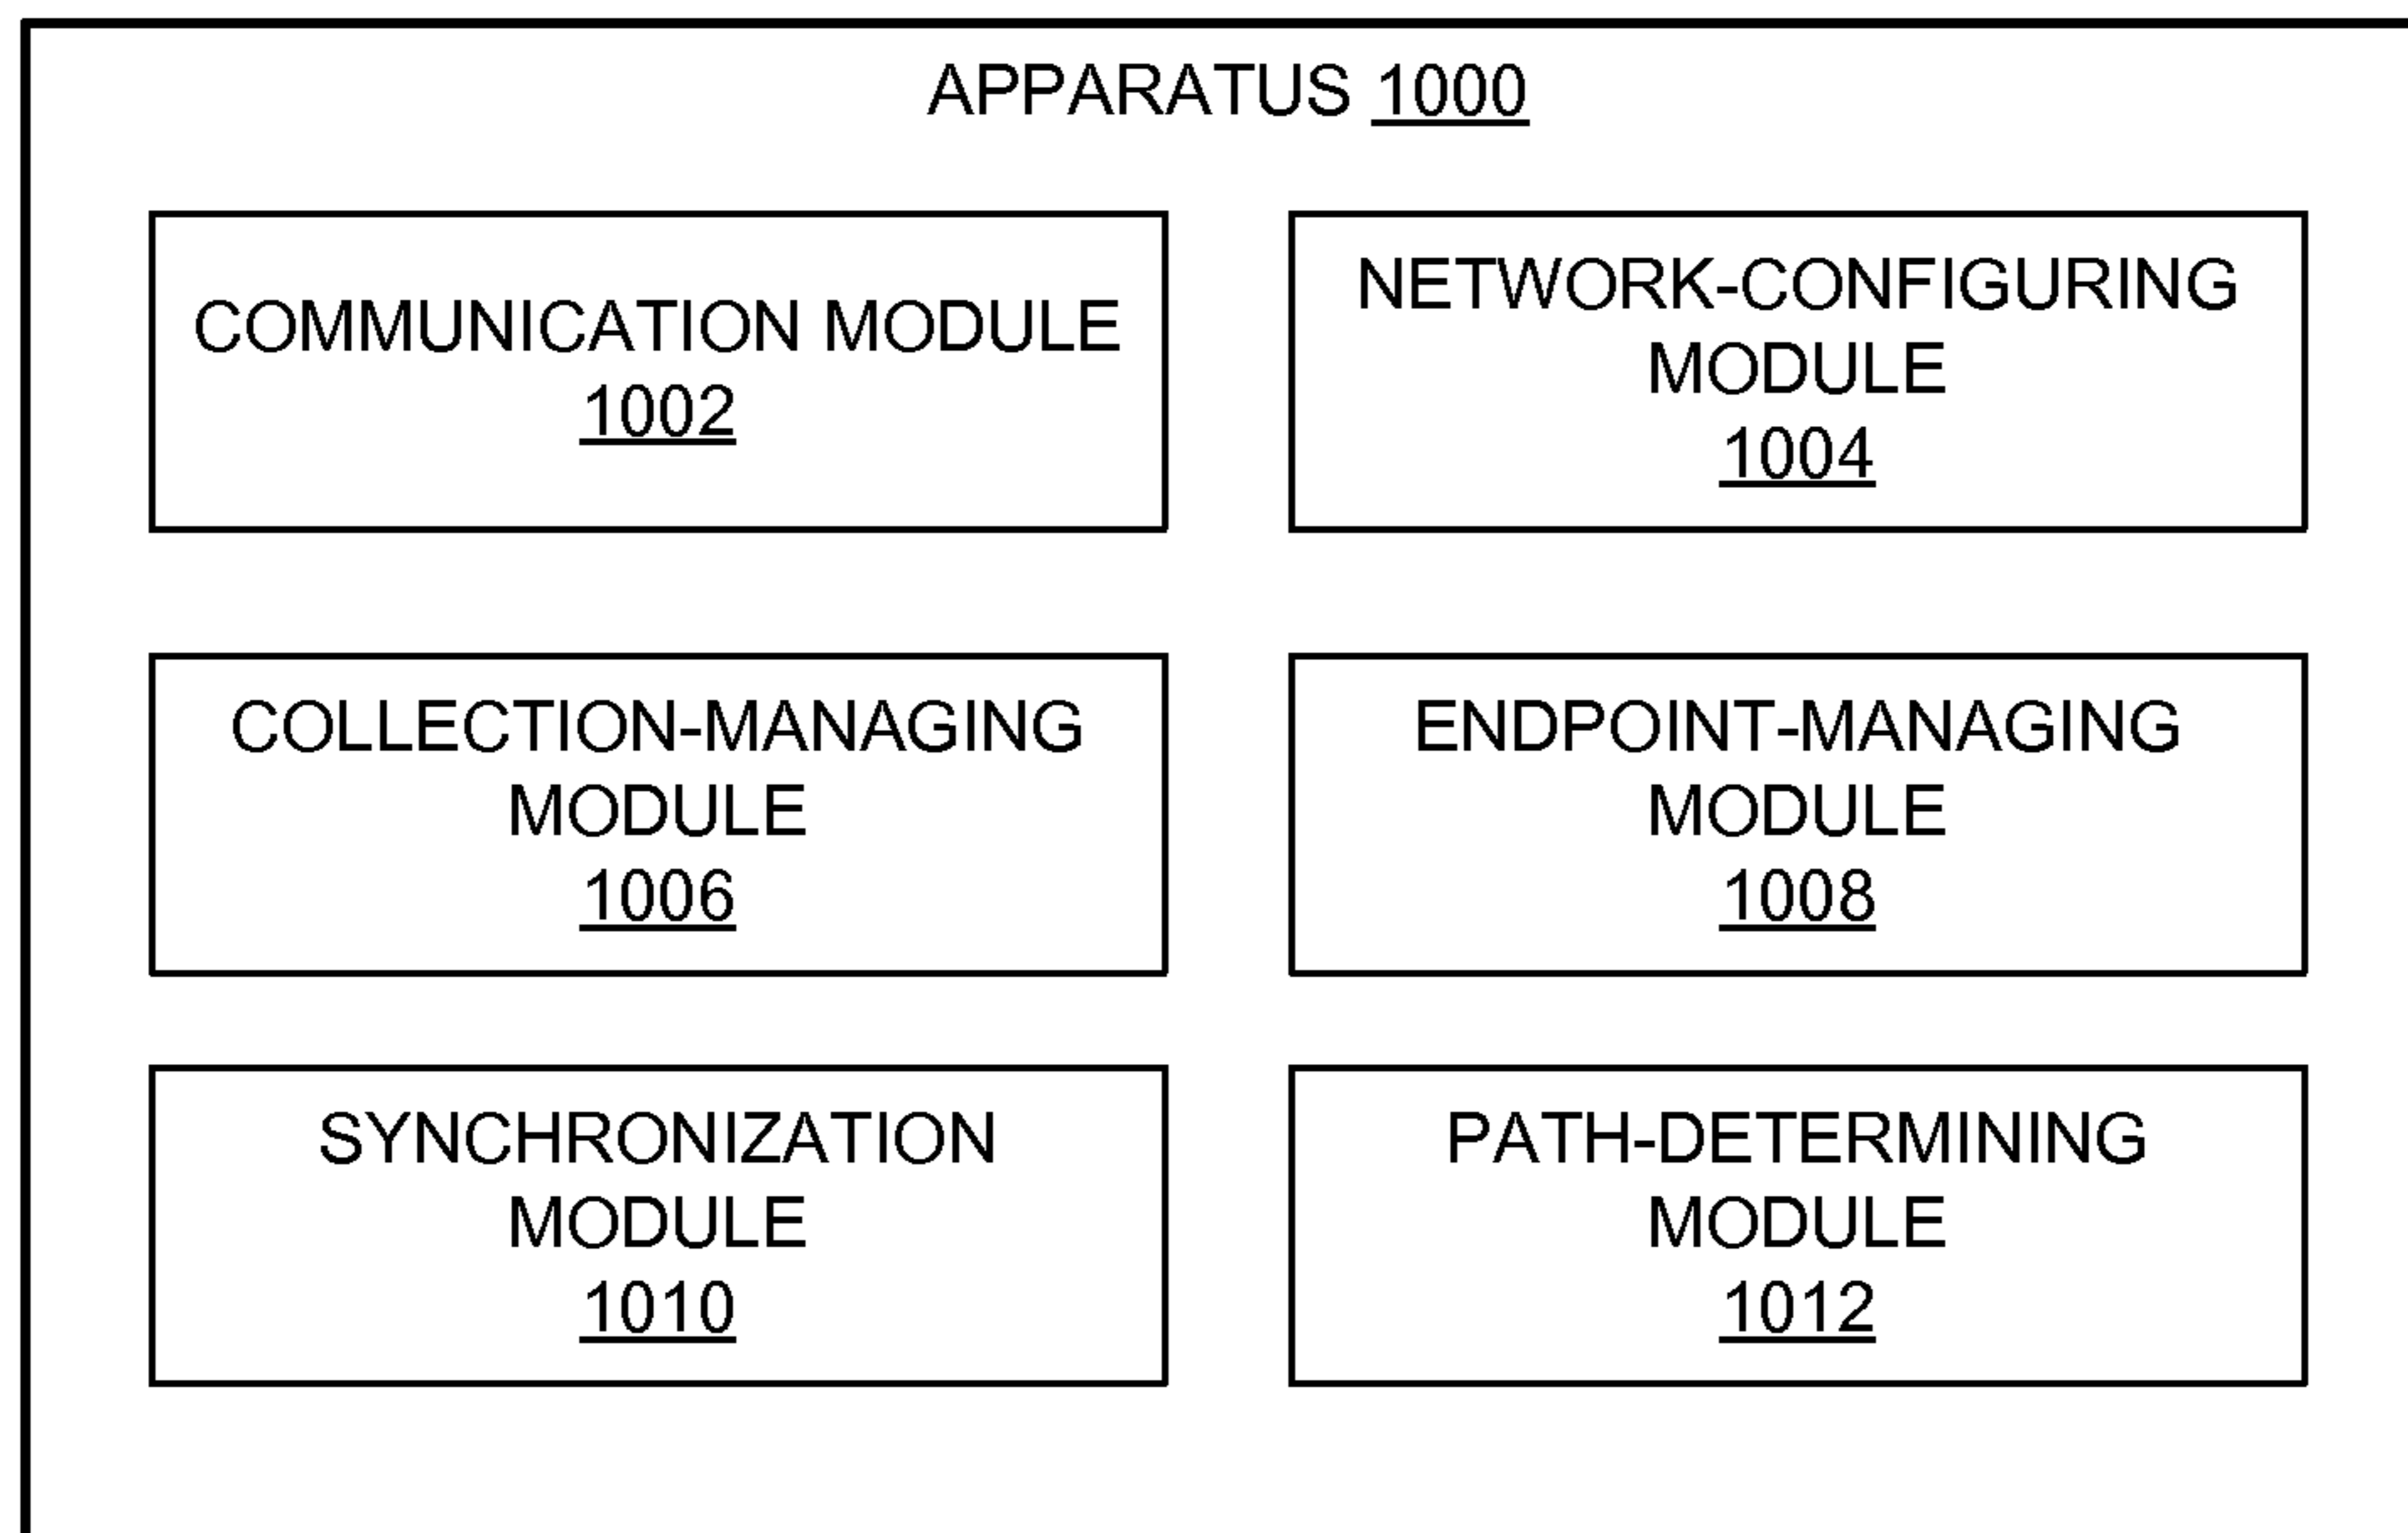 APPARATUS 1000
COMMUNICATION MODULE
1002
NETWORK-CONFIGURING
MODULE
1004
COLLECTION-MANAGING
MODULE
1006
ENDPOINT-MANAGING
MODULE
1008
SYNCHRONIZATION
MODULE
1010
PATH-DETERMINING
MODULE
1012